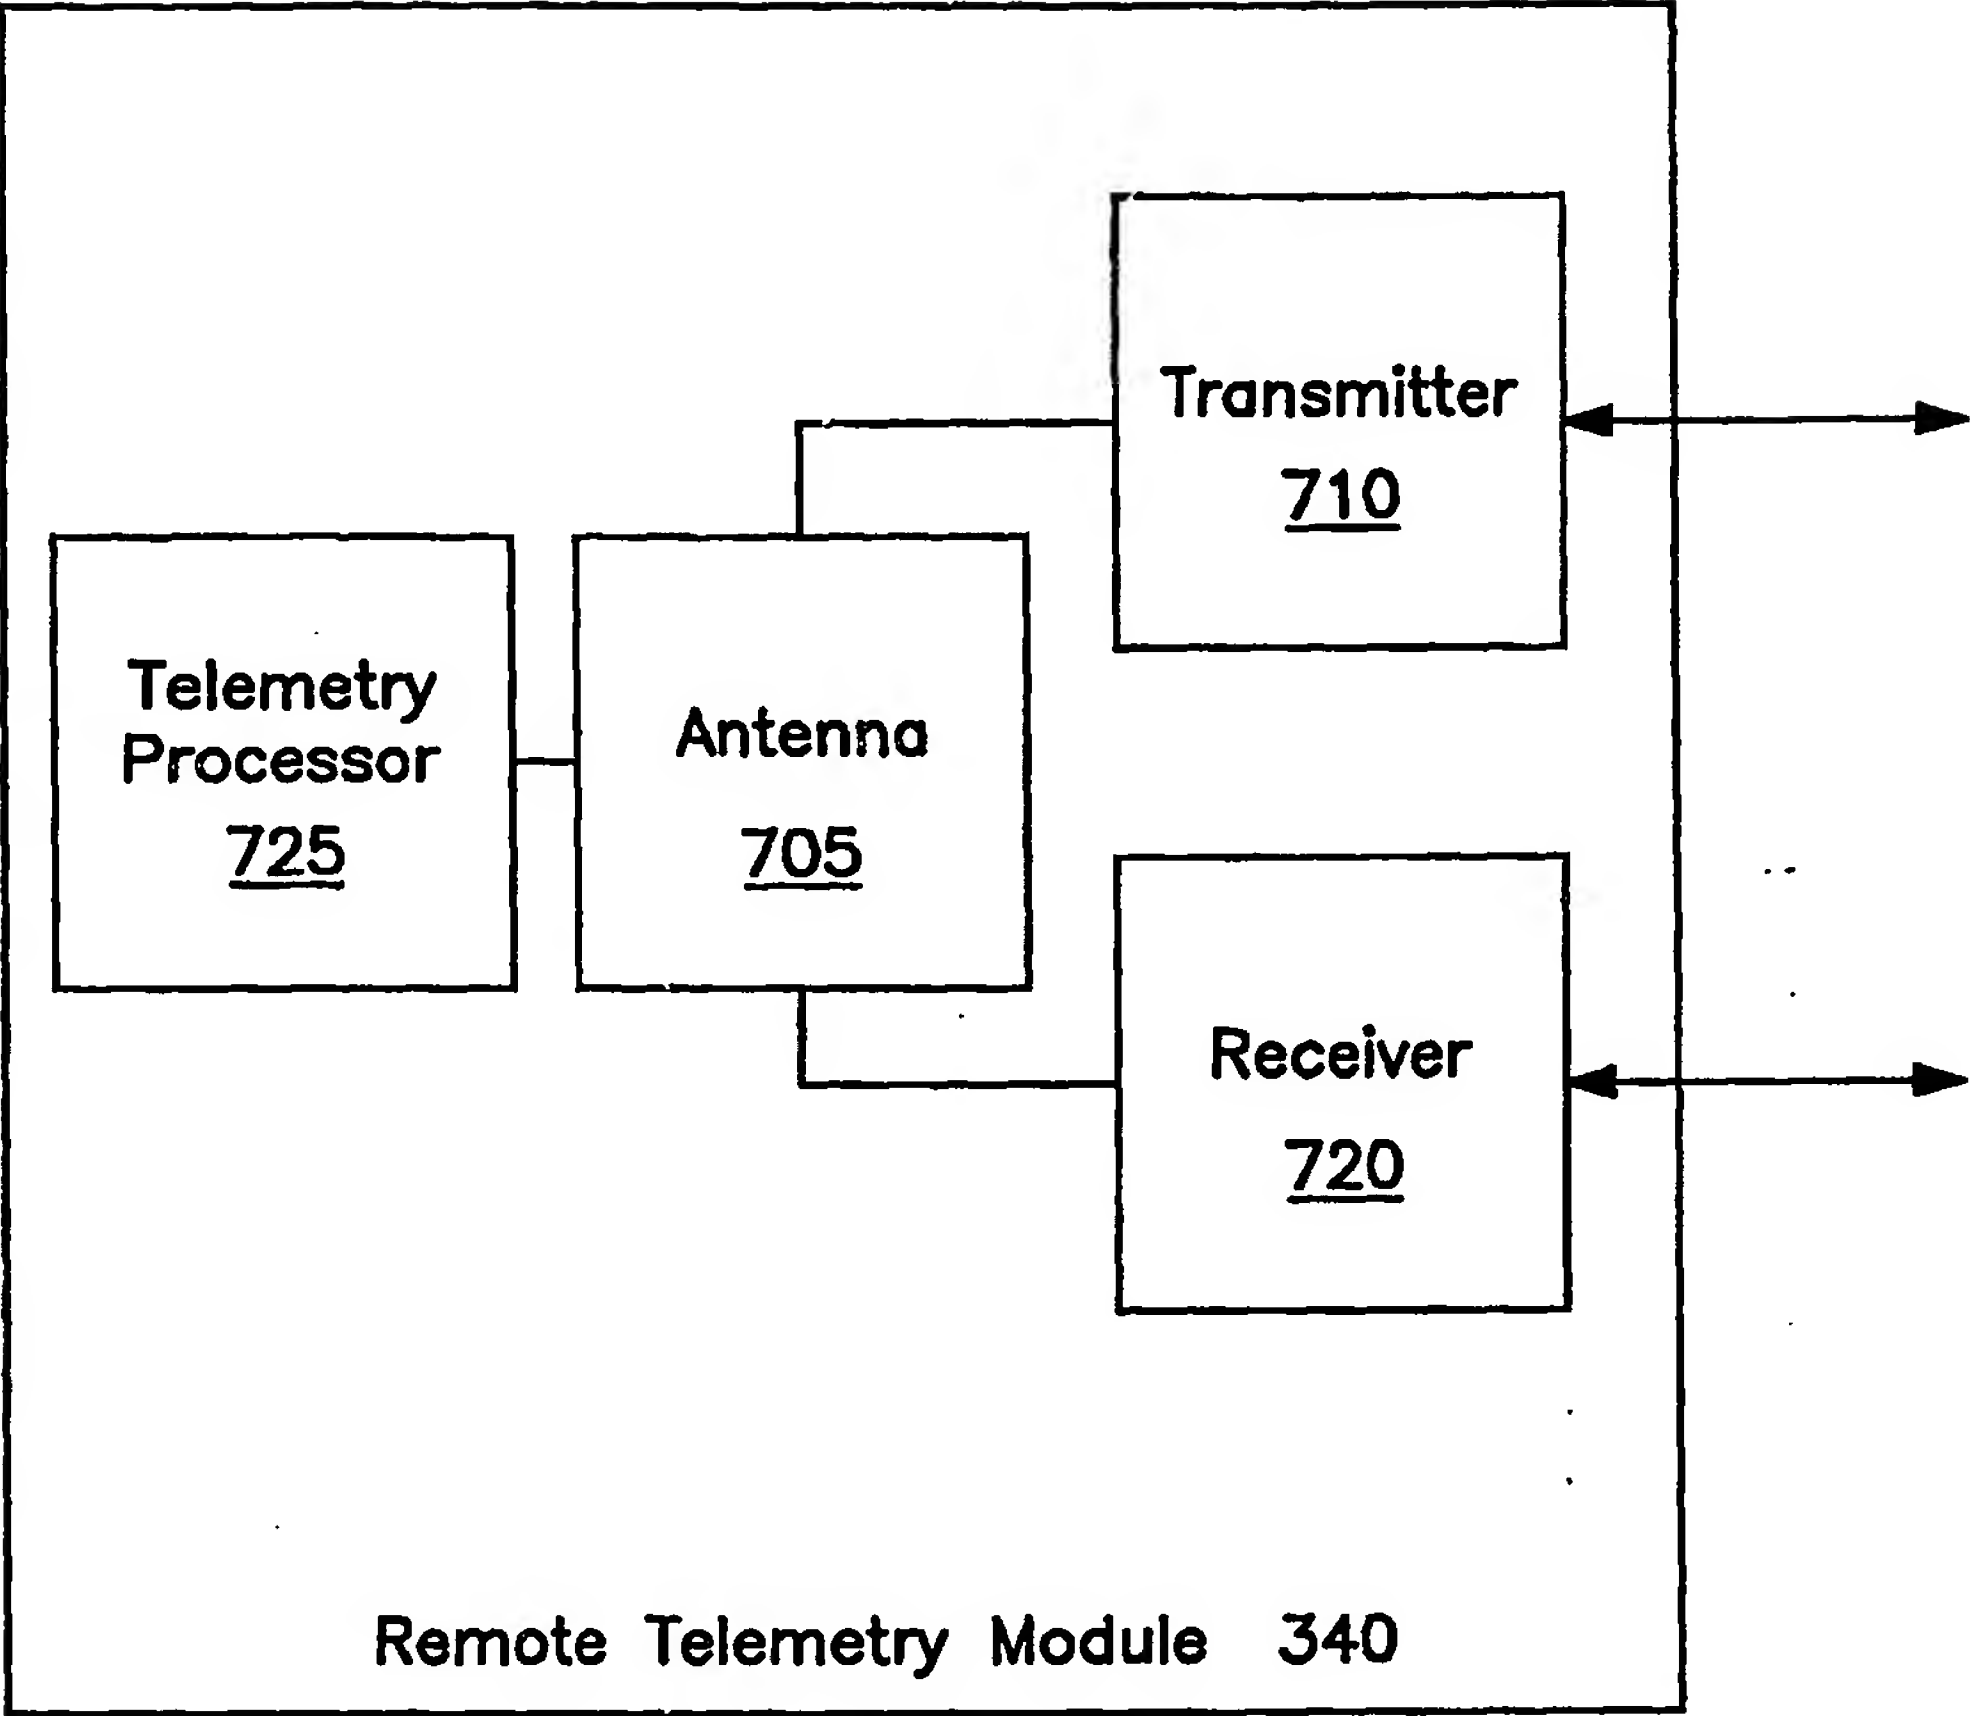 Transmitter
710
Telemetry
Processor
725
Antenna
705
Receiver
720
Remote Telemetry Module 340